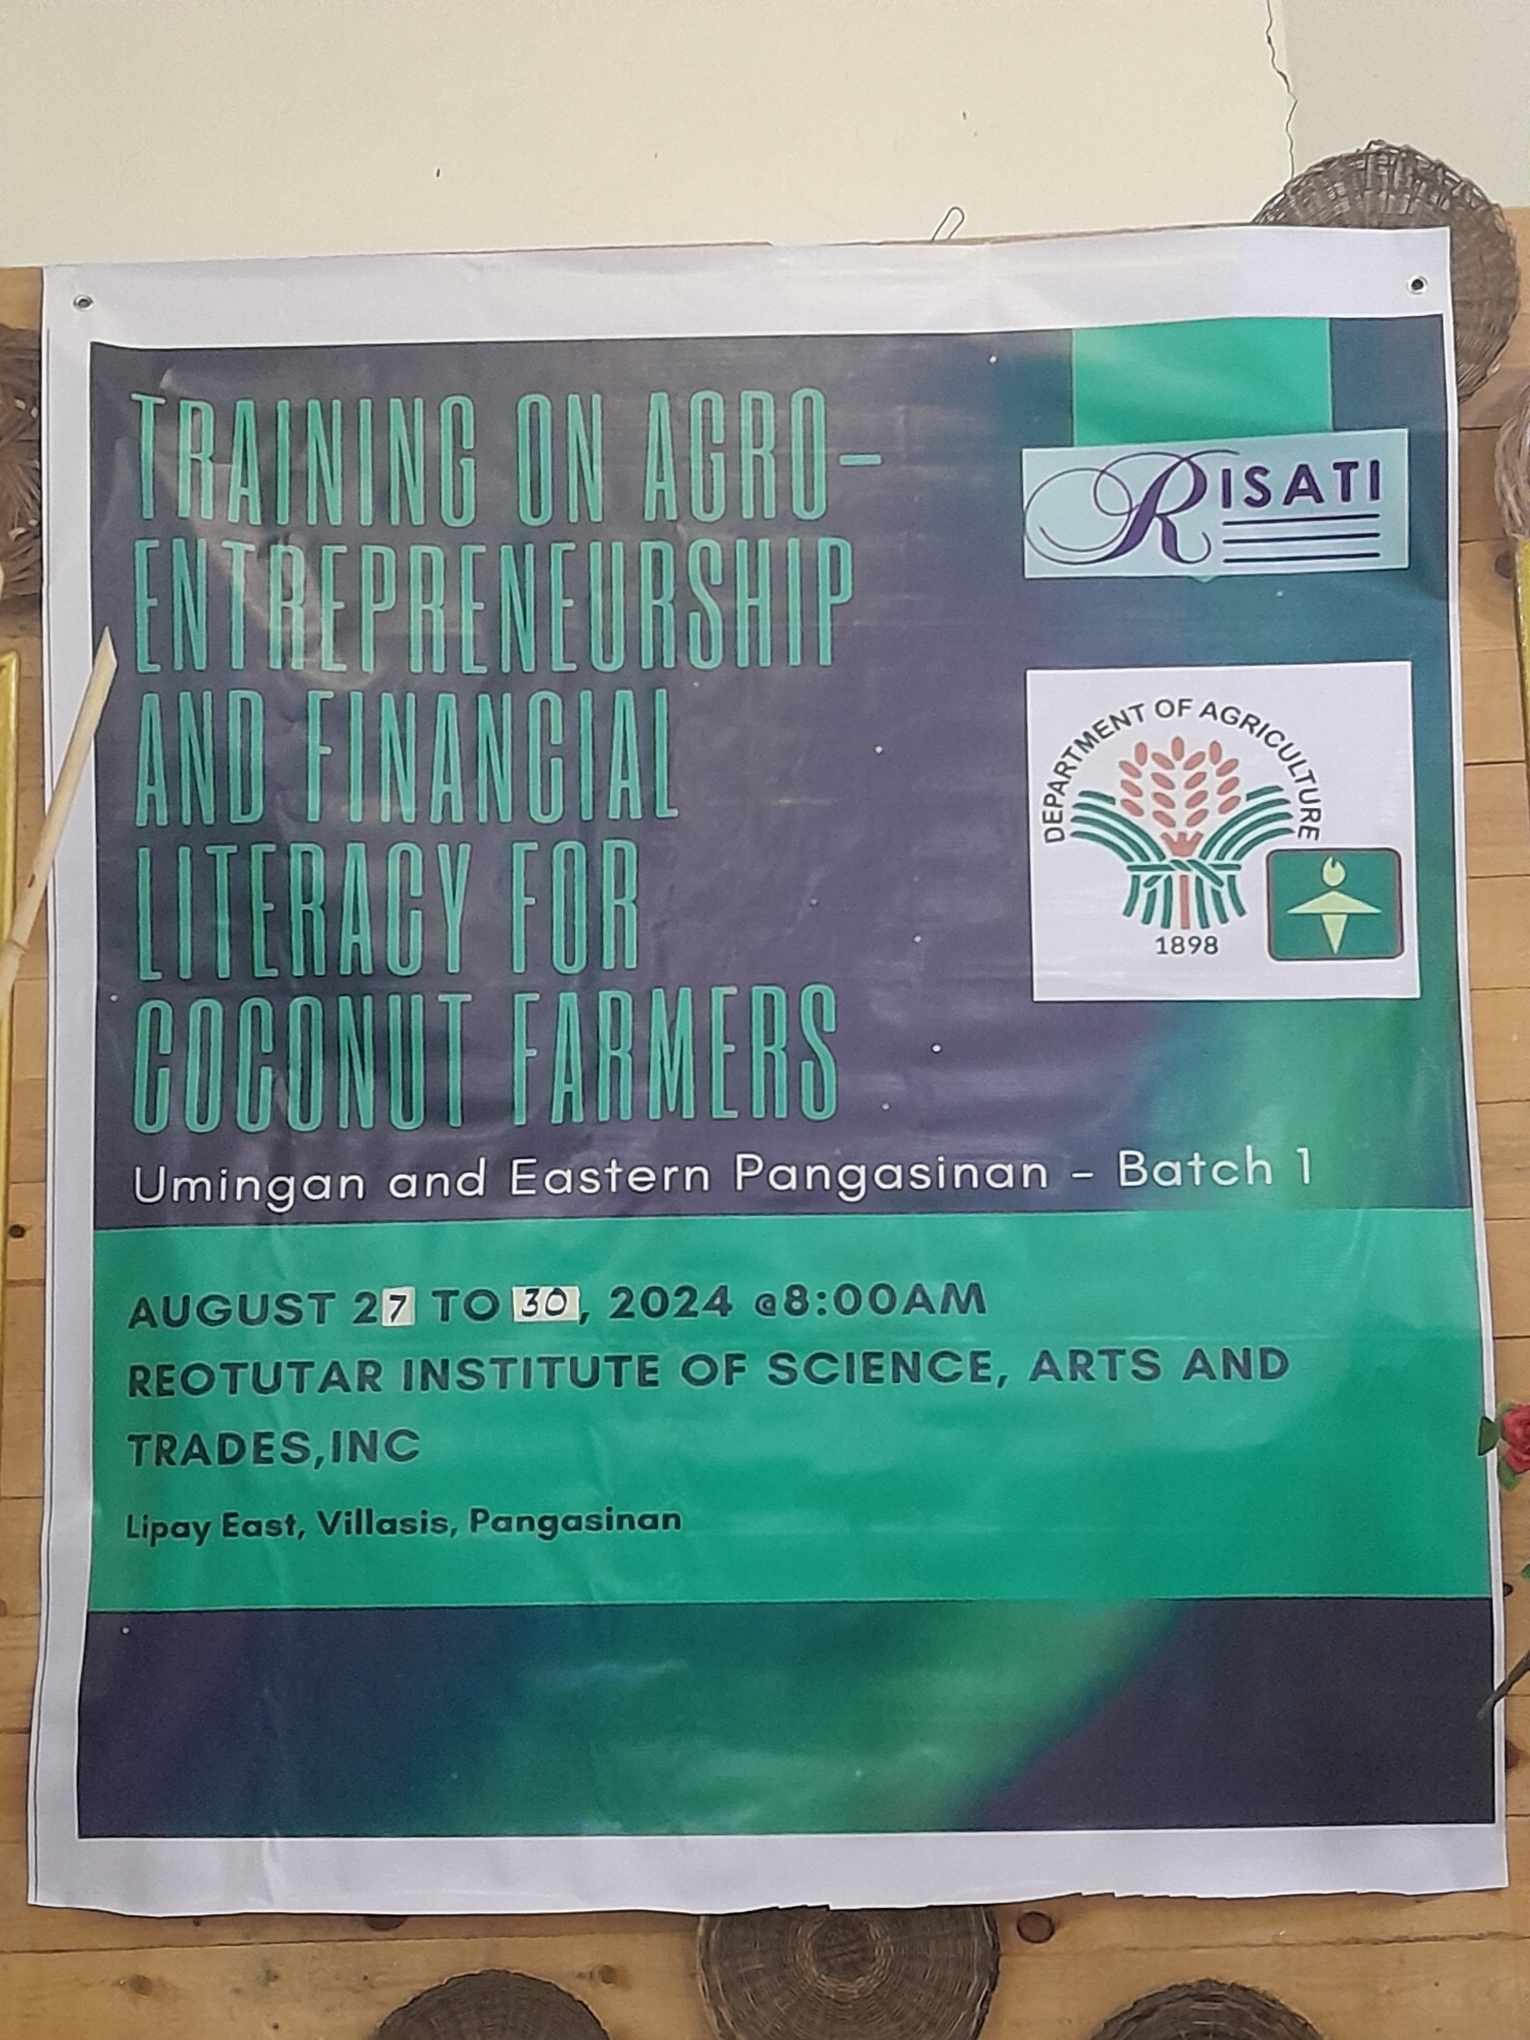 TRAINING ON AGRO-
ENTREPRENEURSHIP
AND FINANCIAL
LITERACY FOR
COCONUT FARMERS
Umingan and Eastern Pangasinan - Batch 1
RISATI
DEPARTMENT OF AGRICULTURE
1898
AUGUST 27 TO 30, 2024 @8:00AM
REOTUTAR INSTITUTE OF SCIENCE, ARTS AND
TRADES,INC
Lipay East, Villasis, Pangasinan